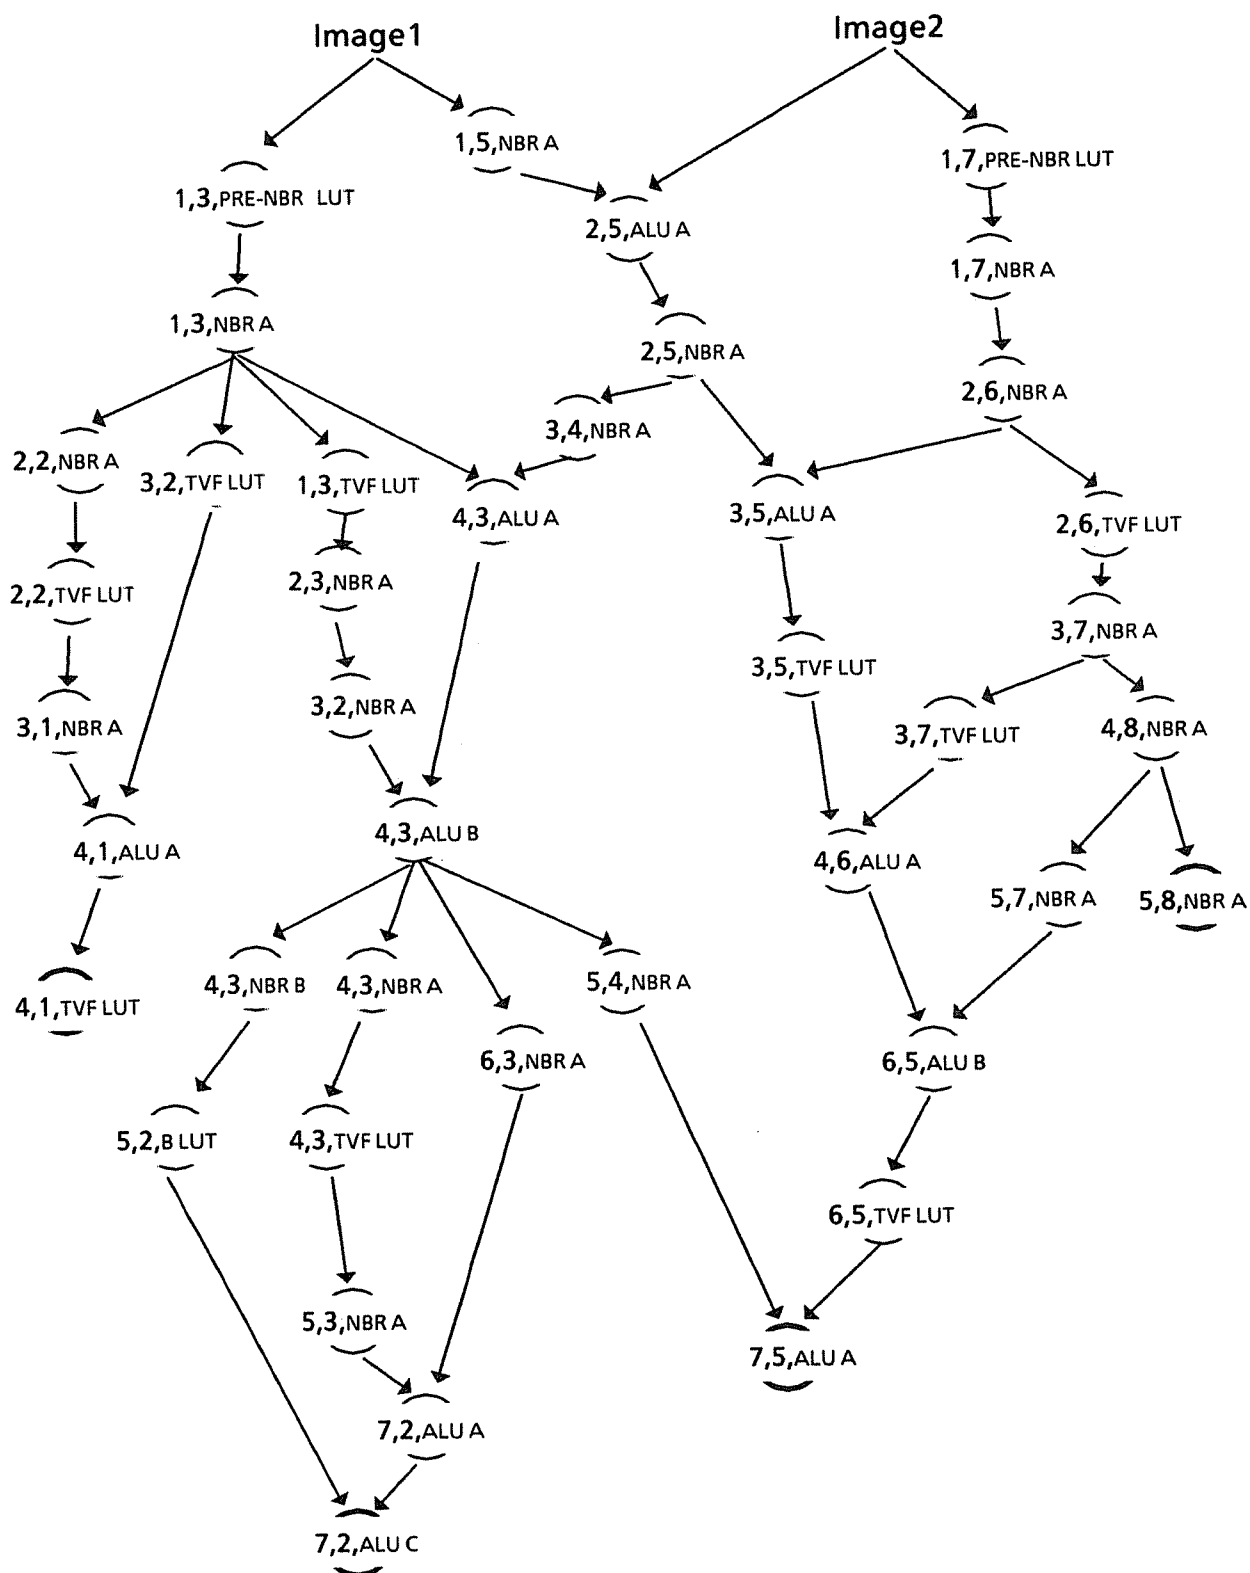 Image1
Image2
1,5,NBR A
1,7,PRE-NBR LUT
1,3,PRE-NBR LUT
2,5,ALU A
1,7,NBR A
1,3,NBR A
2,5,NBR A
2,6,NBR A
3,4,NBR A
2,2,NBR A
3,2,TVF LUT
1,3,TVF LUT
4,3,ALU A
3,5,ALU A
2,6,TVF LUT
2,2,TVF LUT
2,3,NBR A
3,7,NBR A
3,5,TVF LUT
3,1,NBR A
3,2,NBR A
3,7,TVF LUT
4,8,NBR A
4,1,ALU A
4,3,ALU B
4,6,ALU A
5,7,NBR A
5,8,NBR A
4,1,TVF LUT
4,3,NBR B
4,3,NBR A
5,4,NBR A
6,3,NBR A
6,5,ALU B
5,2,B LUT
4,3,TVF LUT
6,5,TVF LUT
5,3,NBR A
7,5,ALU A
7,2,ALU A
7,2,ALU C